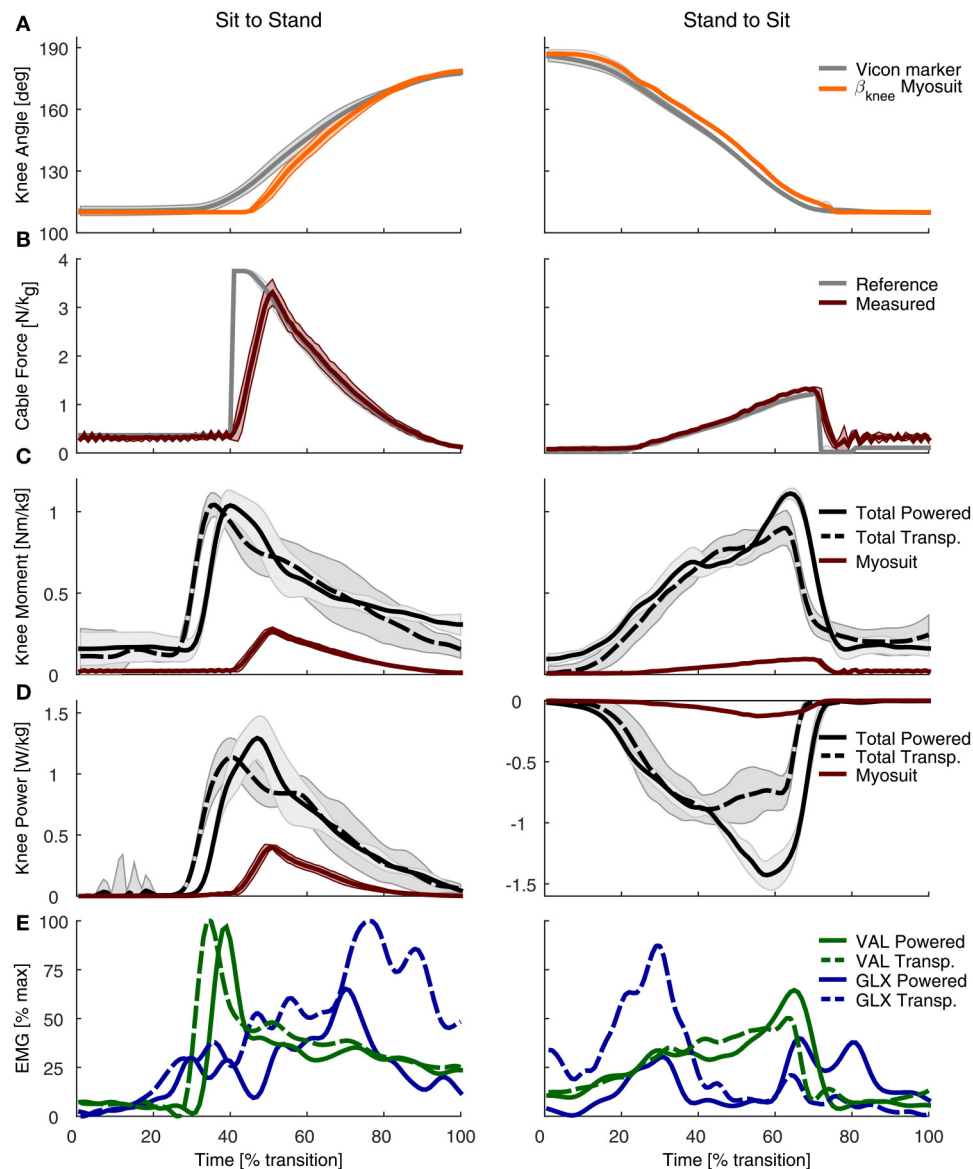 Sit to Stand
Stand to Sit
A
Knee Angle [deg]
190
160
130
100
Vicon marker
βknee Myosuit
B
Cable Force [N/kg]
4
3
2
1
0
Reference
Measured
C
Knee Moment [Nm/kg]
1
0.5
0
Total Powered
Total Transp.
Myosuit
D
Knee Power [W/kg]
1.5
1
0.5
0
0
-0.5
-1
-1.5
Total Powered
Total Transp.
Myosuit
E
EMG [% max]
100
75
50
25
0
VAL Powered
VAL Transp.
GLX Powered
GLX Transp.
0 20 40 60 80 100
0 20 40 60 80 100
Time [% transition]
Time [% transition]